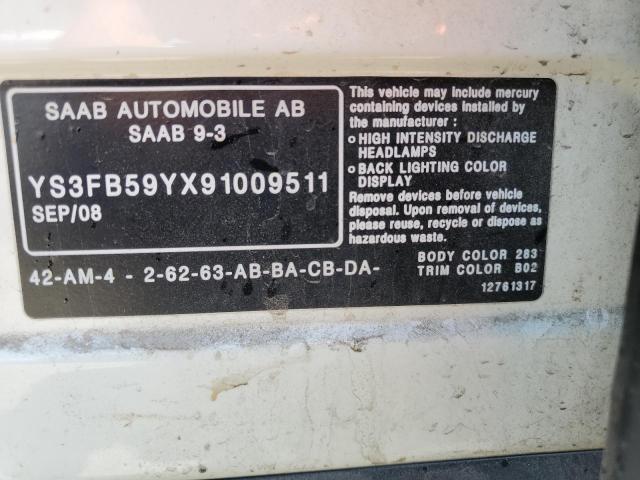 SAAB AUTOMOBILE AB
SAAB 9-3
YS3FB59YX91009511
SEP/08
42-AM-4 - 2-62-63-AB-BA-CB-DA-
This vehicle may include mercury
containing devices installed by
the manufacturer :
o HIGH INTENSITY DISCHARGE
HEADLAMPS
o BACK LIGHTING COLOR
DISPLAY
Remove devices before vehicle
disposal. Upon removal of devices,
please reuse, recycle or dispose as
hazardous waste.
BODY COLOR 283
TRIM COLOR B02
12761317